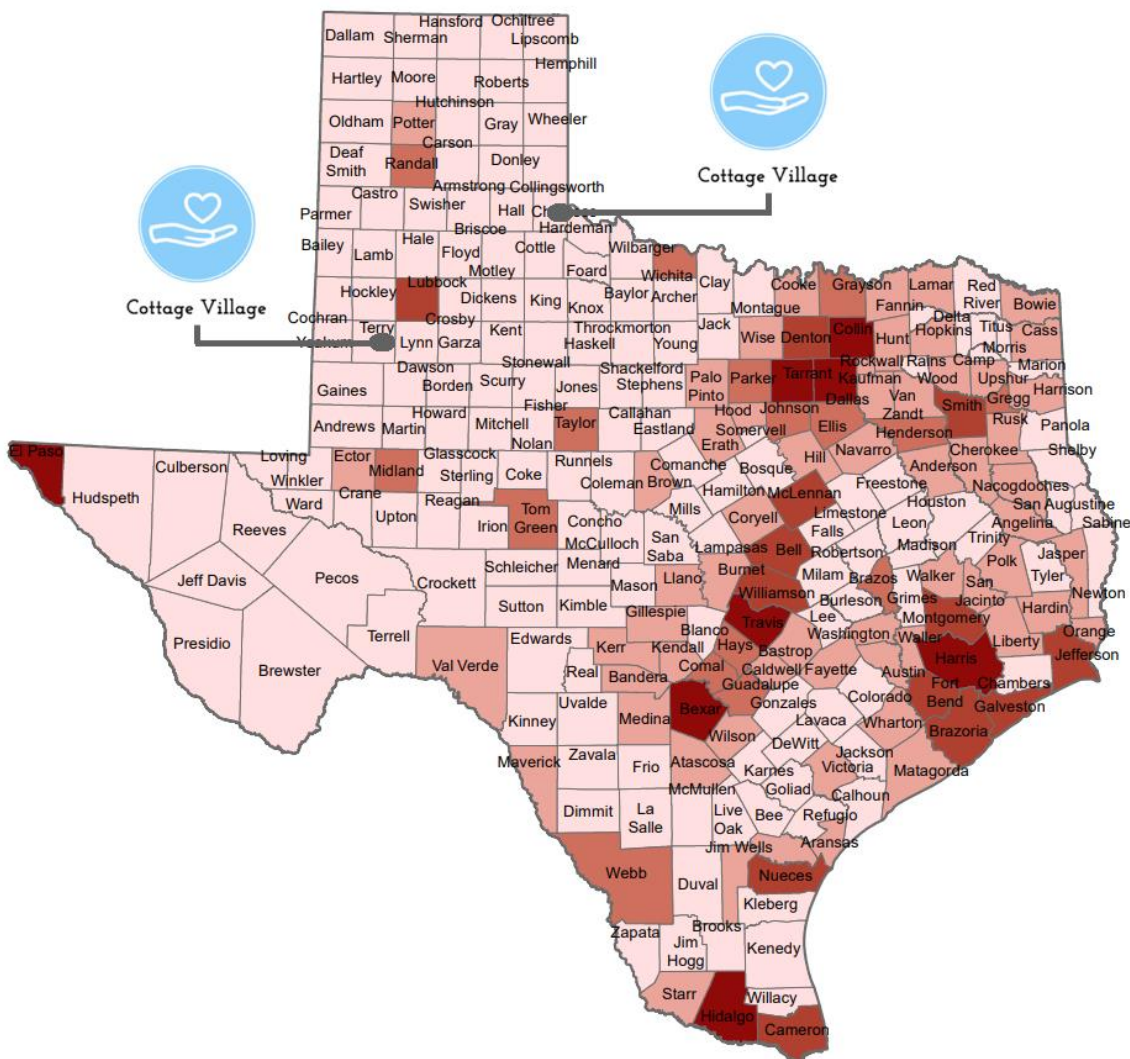 Hansford Ochiltree
Dallam Sherman Lipscomb
Hemphill
Hartley Moore Roberts
Hutchinson
Oldham Potter Gray Wheeler
Carson
Deaf
Smith Randall Donley
Cottage Village
Armstrong Collingsworth
Castro Swisher Hall
Parmer Briscoe Hardeman
Bailey Lamb Hale Floyd Cottle Wilbarger
Motley Foard Wichita Clay Cooke Grayson Lamar Red
River
Cottage Village
Hockley Lubbock Dickens King Knox Baylor Archer Montague Fannin Bowie
Cochran Crosby Delta
Hopkins Titus Cass
Yoakum Terry Lynn Garza Kent Throckmorton
Haskell Young Jack Wise Denton Collin Hunt Morris
Stonewall Rockwall Rains Camp Marion
Gaines Dawson
Borden Scurry Jones Shackelford
Stephens Palo
Pinto Parker Tarrant Kaufman Wood Upshur Harrison
Fisher Dallas Van
Zandt Smith Gregg
Andrews Martin Howard Mitchell Nolan Taylor Callahan
Eastland Hood Somervell Johnson Ellis Henderson Rusk Panola
El Paso Culberson Loving
Winkler Ector Midland Glasscock
Sterling Coke Runnels
Coleman Brown Comanche Erath Bosque Hill Navarro Anderson Cherokee Shelby
Hudspeth Ward Crane Upton Reagan Irion Tom
Green Concho Mills Hamilton McLennan Limestone Freestone Houston Nacogdoches San Augustine
Reeves McCulloch San
Saba Lampasas Coryell Falls Leon Angelina Sabine
Jeff Davis Pecos Crockett Schleicher Menard Mason Burnet Bell Robertson Madison Trinity
Llano Williamson Milam Brazos Walker Polk Tyler Jasper
Sutton Kimble Gillespie Burleson Grimes San
Jacinto Hardin Newton
Presidio Brewster Terrell Blanco Travis Lee Washington Montgomery
Edwards Kerr Kendall Hays Bastrop Waller Liberty Orange
Val Verde Real Bandera Comal Caldwell Fayette Austin Harris Jefferson
Guadalupe Fort
Bend Chambers
Kinney Uvalde Medina Bexar Gonzales Colorado Galveston
Wilson Lavaca Wharton Brazoria
Maverick Zavala Frio Atascosa DeWitt Jackson
Karnes Victoria Matagorda
McMullen Goliad Calhoun
Dimmit La
Salle Live
Oak Bee Refugio
Jim Wells Aransas
Webb Duval Nueces
Kleberg
Zapata Jim
Hogg Brooks Kenedy
Starr Hidalgo Willacy
Cameron